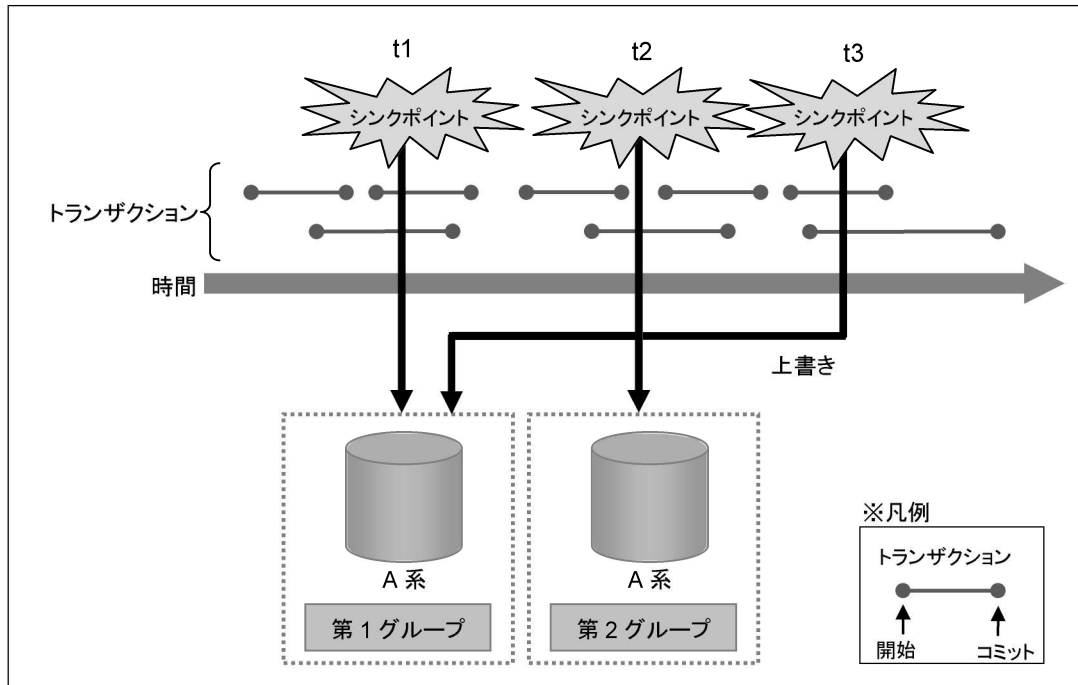 t1
t2
t3
シンクポイント
シンクポイント
シンクポイント
トランザクション
時間
上書き
A 系
A 系
第 1 グループ
第 2 グループ
※凡例
トランザクション
開始
コミット